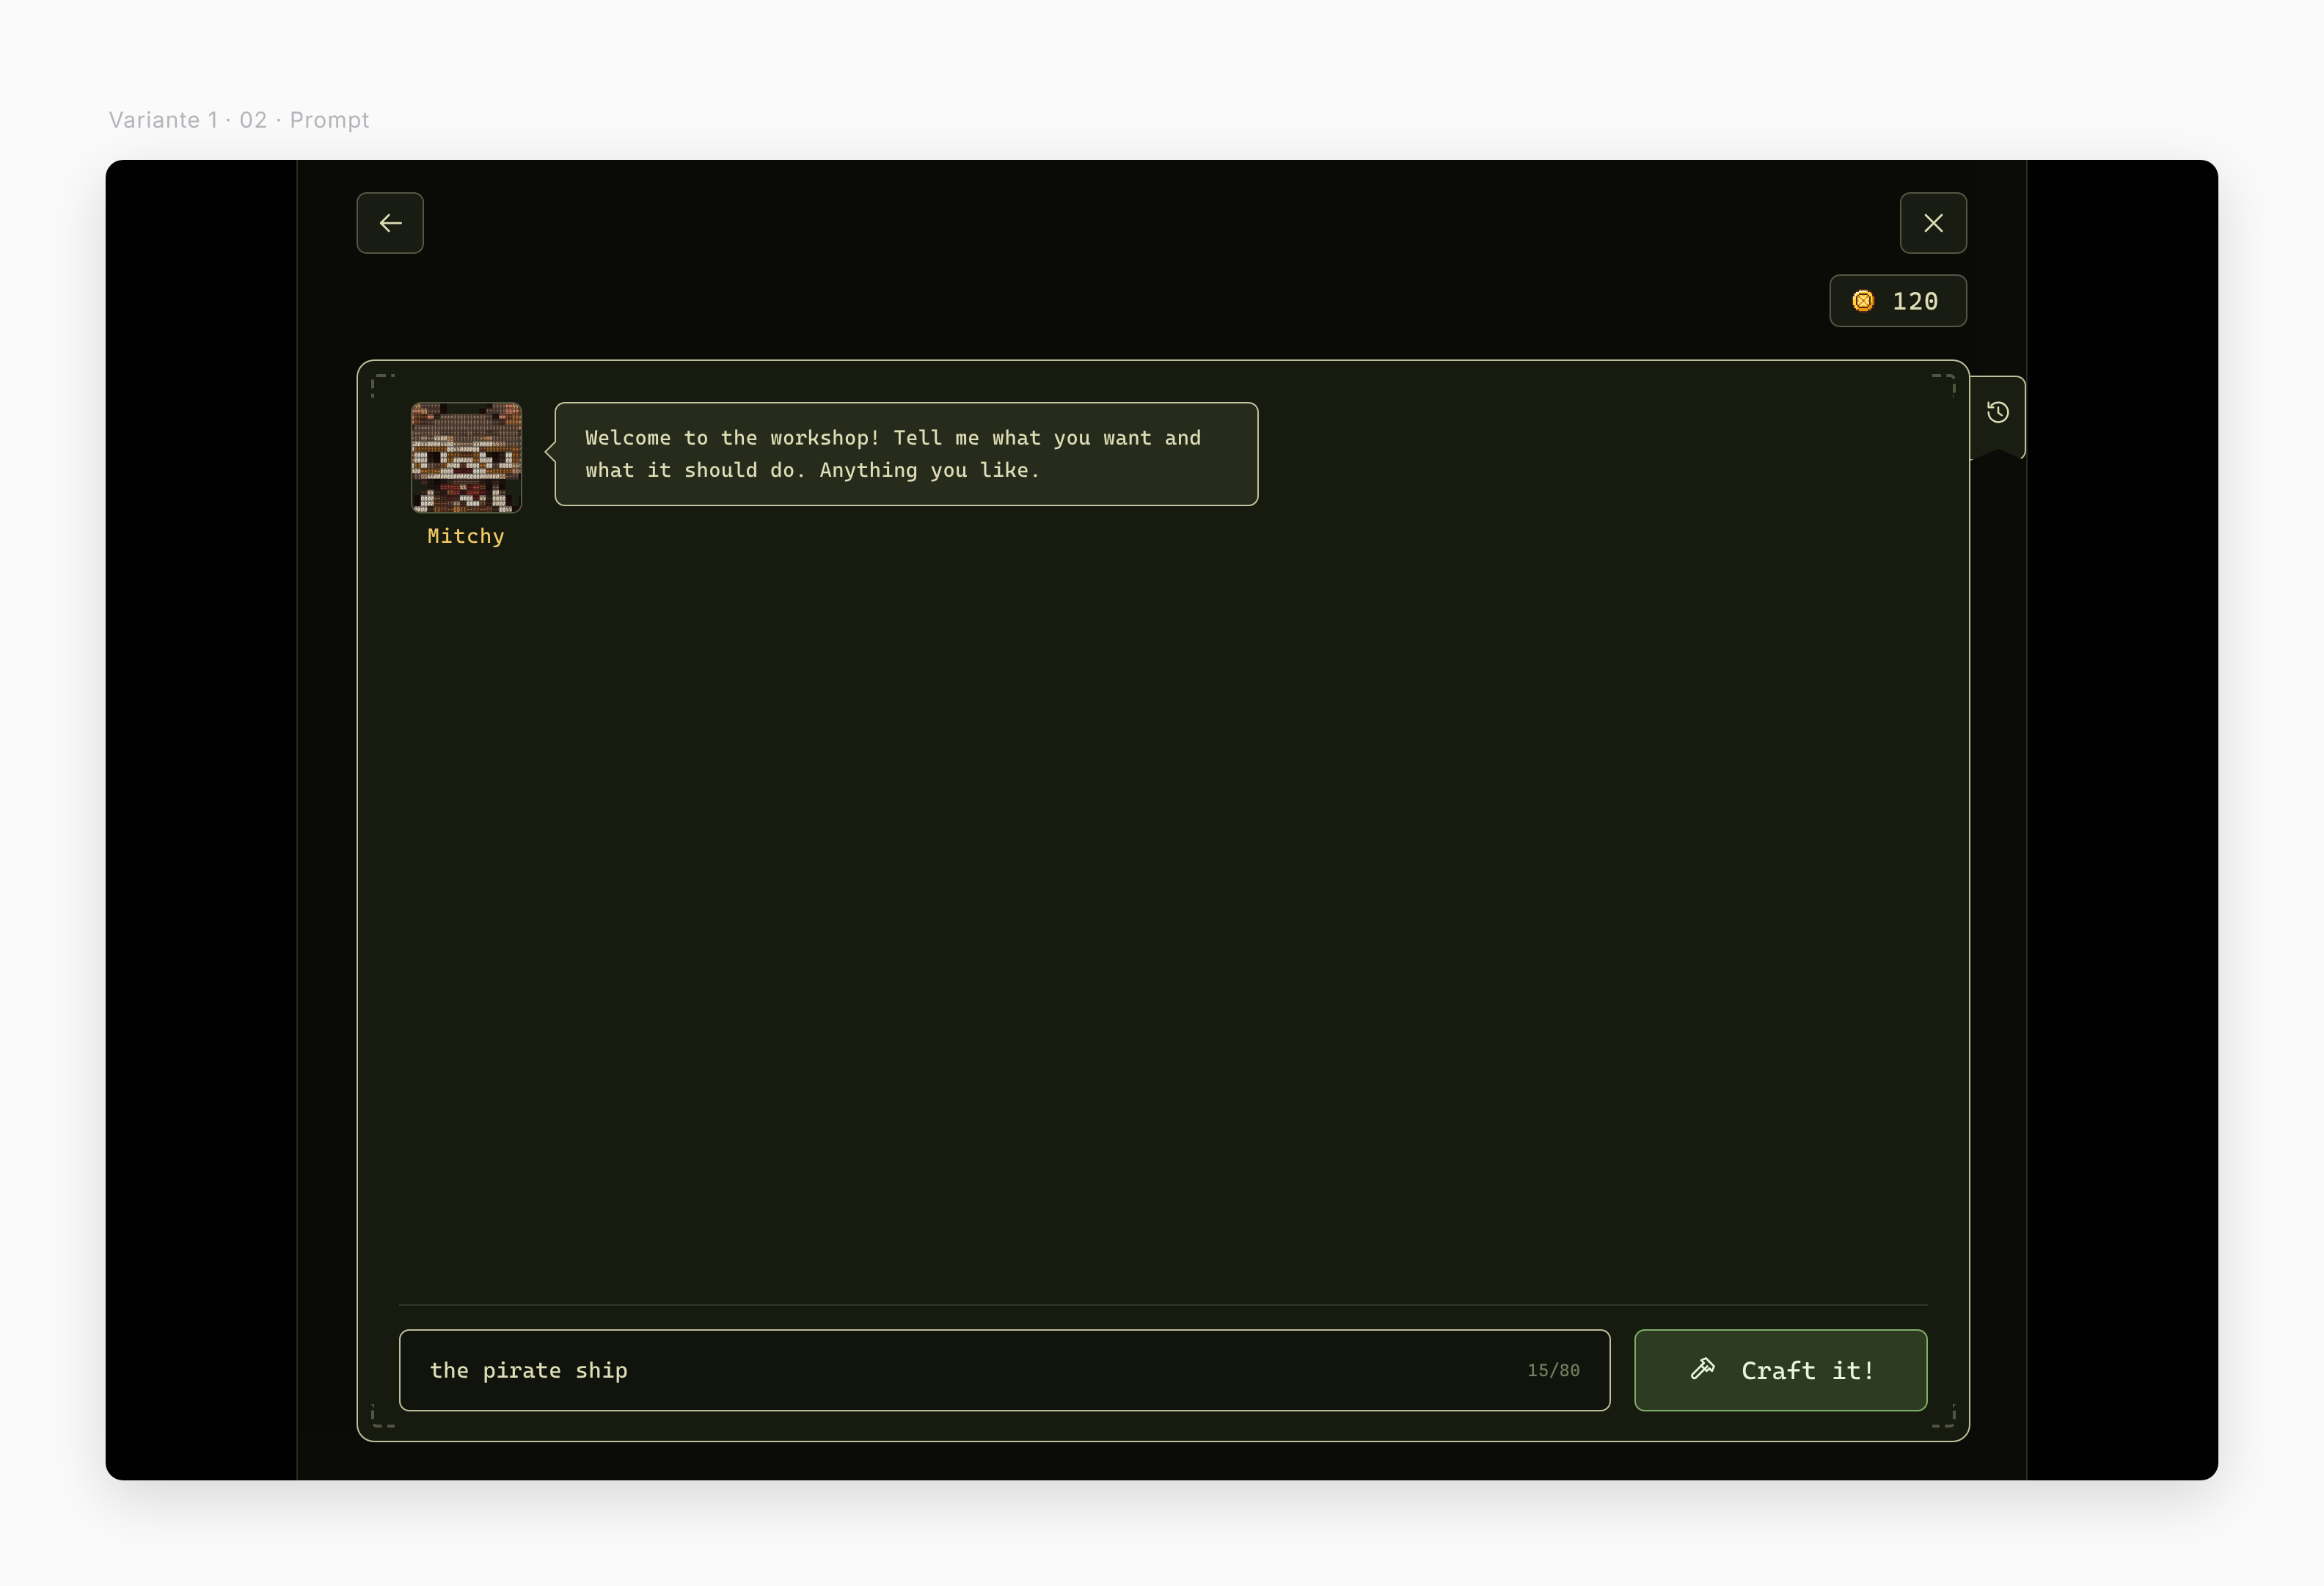 Variante 1 · 02 · Prompt
120
Welcome to the workshop! Tell me what you want and
what it should do. Anything you like.
Mitchy
the pirate ship
15/80
Craft it!